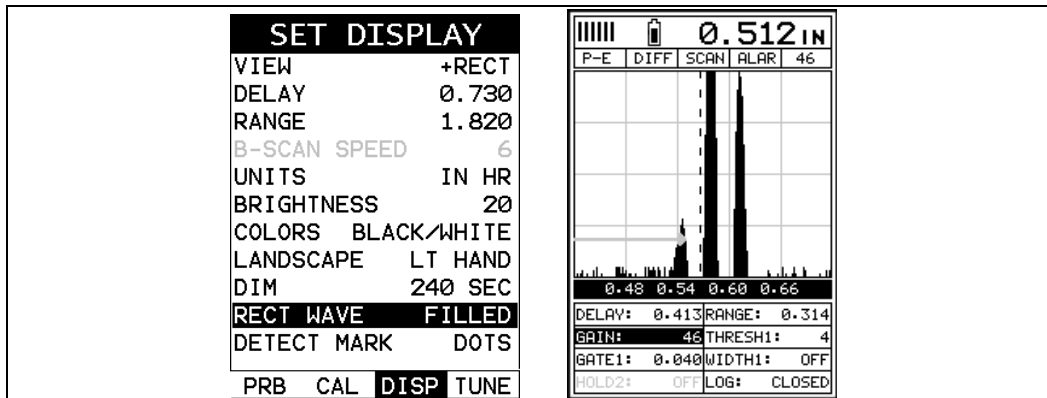 SET DISPLAY
VIEW +RECT
DELAY 0.730
RANGE 1.820
B-SCAN SPEED 6
UNITS IN HR
BRIGHTNESS 20
COLORS BLACK/WHITE
LANDSCAPE LT HAND
DIM 240 SEC
RECT WAVE FILLED
DETECT MARK DOTS
PRB CAL DISP TUNE
0.512 IN
P-E DIFF SCAN ALAR 46
0.48 0.54 0.60 0.66
DELAY: 0.413 RANGE: 0.314
GAIN: 46 THRESH1: 4
GATE1: 0.040 WIDTH1: OFF
HOLD2: OFF LOG: CLOSED